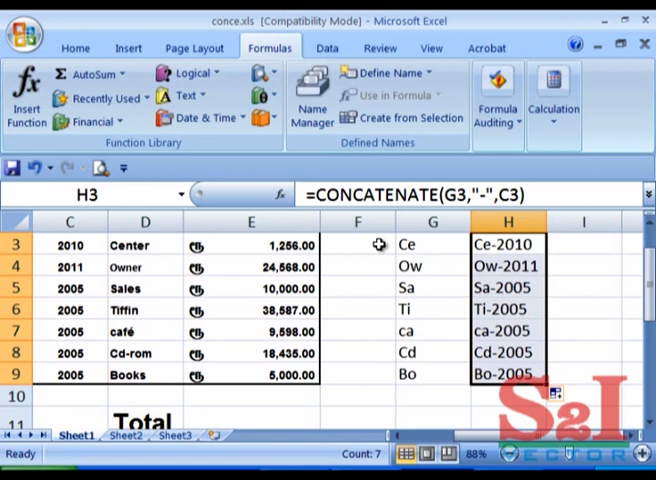 conce.xls [Compatibility Mode] - Microsoft Excel
Home Insert Page Layout Formulas Data Review View Acrobat
fx Insert Function
Σ AutoSum
Recently Used
Financial
Logical
Text
Date & Time
Function Library
Name Manager
Define Name
Use in Formula
Create from Selection
Defined Names
Formula Auditing
Calculation
H3 fx =CONCATENATE(G3,"-",C3)
C D E F G H I
3 2010 Center 1,256.00 Ce Ce-2010
4 2011 Owner 24,568.00 Ow Ow-2011
5 2005 Sales 10,000.00 Sa Sa-2005
6 2005 Tiffin 38,587.00 Ti Ti-2005
7 2005 café 9,598.00 ca ca-2005
8 2005 Cd-rom 18,435.00 Cd Cd-2005
9 2005 Books 5,000.00 Bo Bo-2005
10
11 Total
Sheet1 Sheet2 Sheet3
Ready Count: 7 88%
S2I
ECTOR